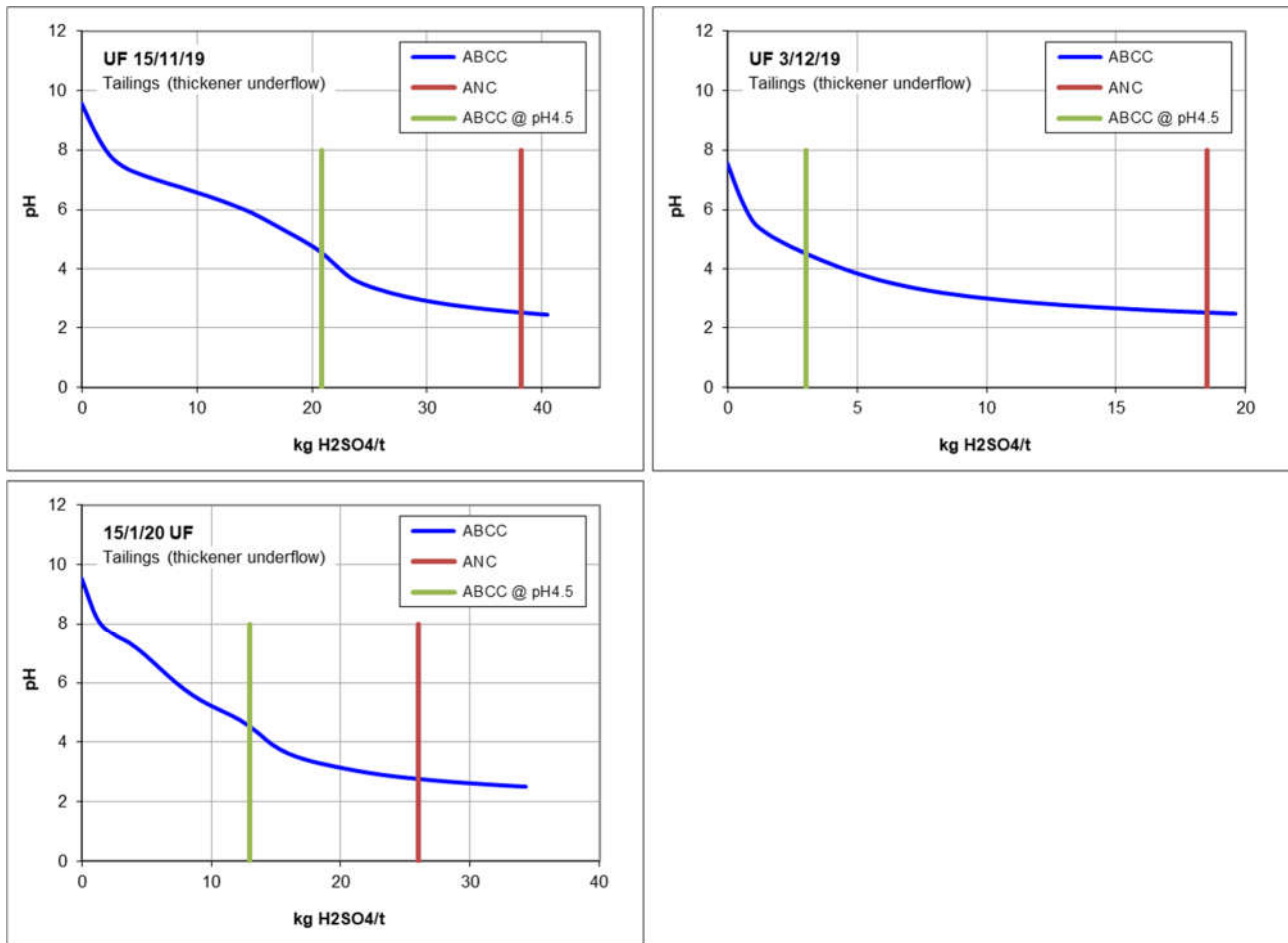 UF 15/11/19
Tailings (thickener underflow)
ABCC
ANC
ABCC @ pH4.5
12
10
8
6
4
2
0
pH
0 10 20 30 40
kg H2SO4/t
UF 3/12/19
Tailings (thickener underflow)
ABCC
ANC
ABCC @ pH4.5
12
10
8
6
4
2
0
pH
0 5 10 15 20
kg H2SO4/t
15/1/20 UF
Tailings (thickener underflow)
ABCC
ANC
ABCC @ pH4.5
12
10
8
6
4
2
0
pH
0 10 20 30 40
kg H2SO4/t